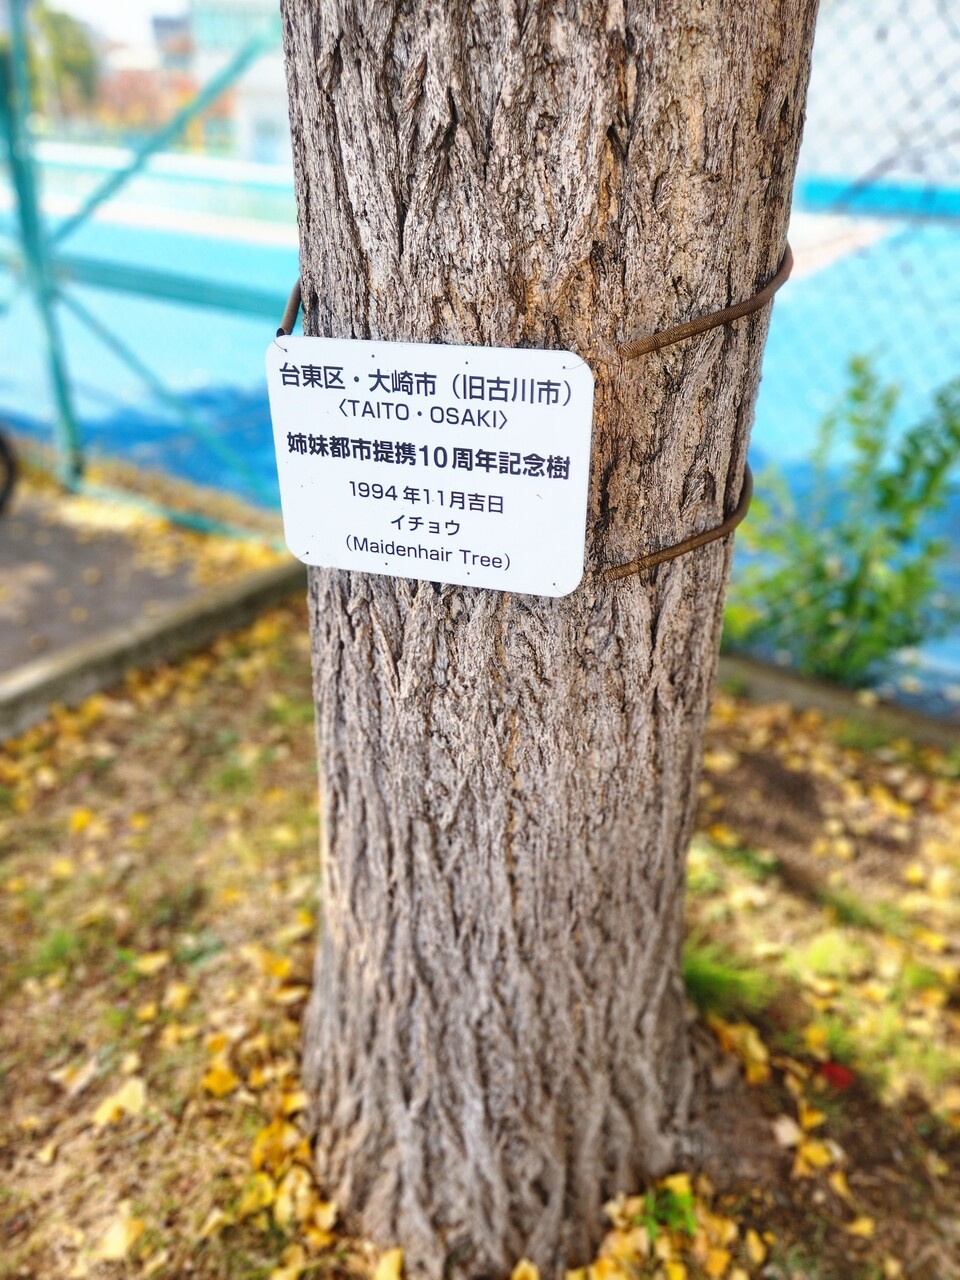 台東区・大崎市（旧古川市）
〈TAITO・OSAKI〉
姉妹都市提携10周年記念樹
1994年11月吉日
イチョウ
（Maidenhair Tree）